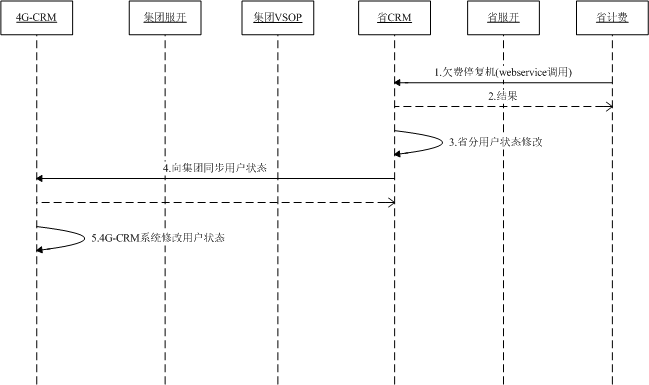 4G-CRM
集团服开
集团VSOP
省CRM
省服开
省计费
1.欠费停复机(webservice调用)
2.结果
3.省分用户状态修改
4.向集团同步用户状态
5.4G-CRM系统修改用户状态